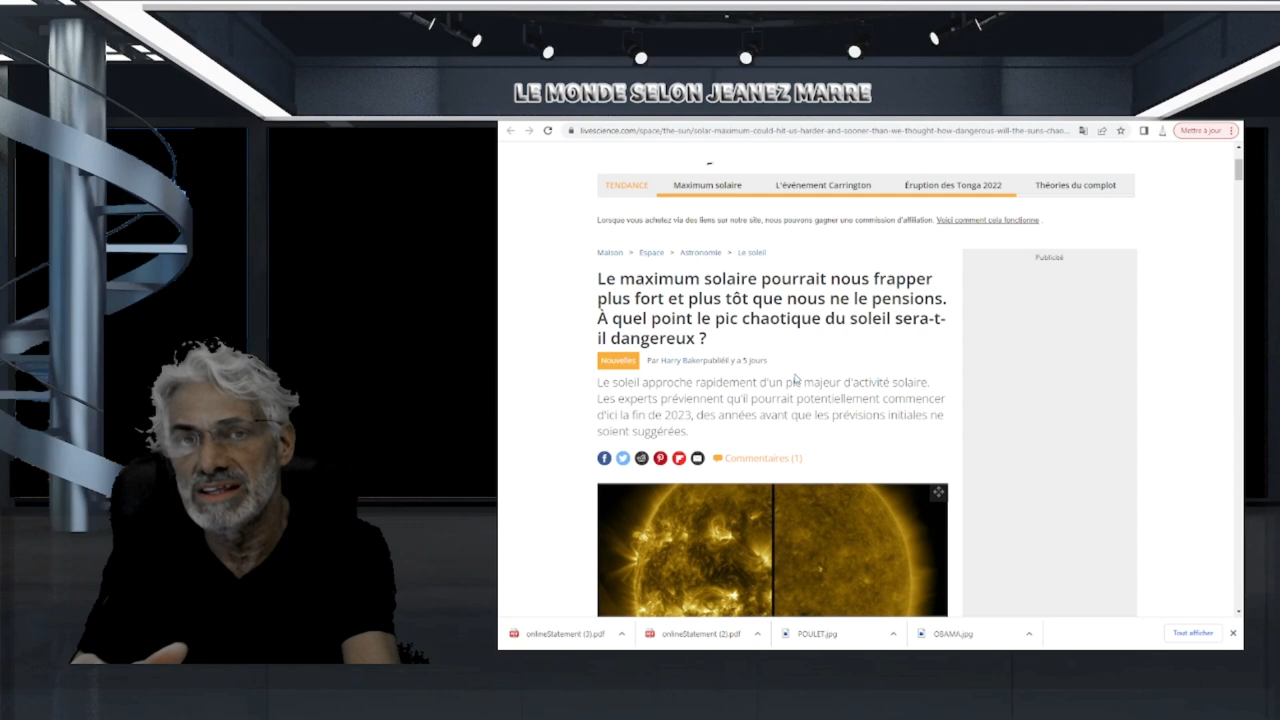 LE MONDE SELON JEANEZ MARRE
livescience.com/space/the-sun/solar-maximum-could-hit-us-harder-and-sooner-than-we-thought-how-dangerous-will-the-suns-chao...
Mettre à jour
TENDANCE Maximum solaire L'événement Carrington Éruption des Tonga 2022 Théories du complot
Lorsque vous achetez via des liens sur notre site, nous pouvons gagner une commission d'affiliation. Voici comment cela fonctionne .
Maison > Espace > Astronomie > Le soleil
Publicité
Le maximum solaire pourrait nous frapper
plus fort et plus tôt que nous ne le pensions.
À quel point le pic chaotique du soleil sera-t-
il dangereux ?
Nouvelles Par Harry Bakerpubliéil y a 5 jours
Le soleil approche rapidement d'un pic majeur d'activité solaire.
Les experts préviennent qu'il pourrait potentiellement commencer
d'ici la fin de 2023, des années avant que les prévisions initiales ne
soient suggérées.
Commentaires (1)
onlineStatement (3).pdf onlineStatement (2).pdf POULET.jpg OSAMA.jpg Tout afficher